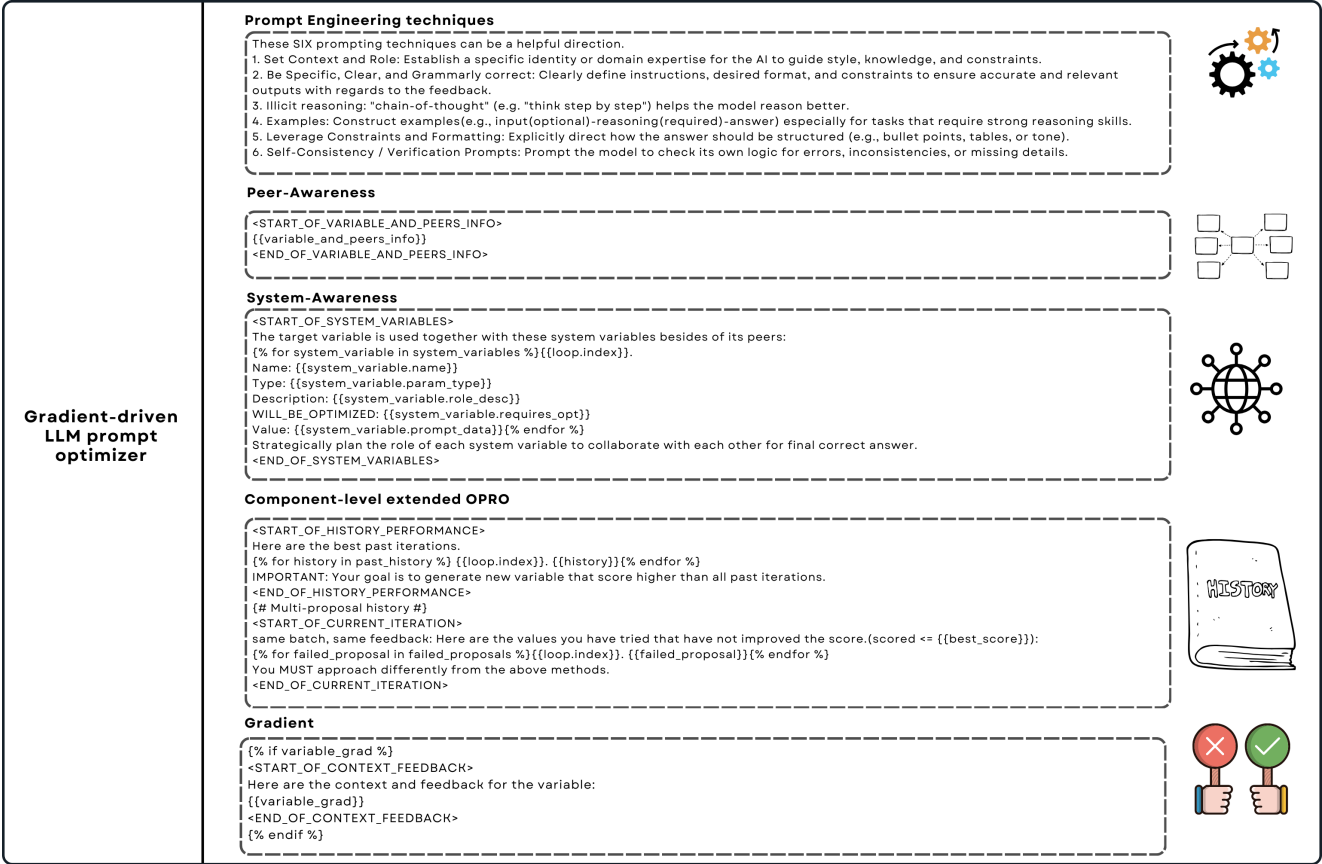 Gradient-driven
LLM prompt
optimizer
Prompt Engineering techniques
These SIX prompting techniques can be a helpful direction.
1. Set Context and Role: Establish a specific identity or domain expertise for the AI to guide style, knowledge, and constraints.
2. Be Specific, Clear, and Grammarly correct: Clearly define instructions, desired format, and constraints to ensure accurate and relevant
outputs with regards to the feedback.
3. Illicit reasoning: "chain-of-thought" (e.g. "think step by step") helps the model reason better.
4. Examples: Construct examples(e.g., input(optional)-reasoning(required)-answer) especially for tasks that require strong reasoning skills.
5. Leverage Constraints and Formatting: Explicitly direct how the answer should be structured (e.g., bullet points, tables, or tone).
6. Self-Consistency / Verification Prompts: Prompt the model to check its own logic for errors, inconsistencies, or missing details.
Peer-Awareness
<START_OF_VARIABLE_AND_PEERS_INFO>
{{variable_and_peers_info}}
<END_OF_VARIABLE_AND_PEERS_INFO>
System-Awareness
<START_OF_SYSTEM_VARIABLES>
The target variable is used together with these system variables besides of its peers:
{% for system_variable in system_variables %}{{loop.index}}.
Name: {{system_variable.name}}
Type: {{system_variable.param_type}}
Description: {{system_variable.role_desc}}
WILL_BE_OPTIMIZED: {{system_variable.requires_opt}}
Value: {{system_variable.prompt_data}}{% endfor %}
Strategically plan the role of each system variable to collaborate with each other for final correct answer.
<END_OF_SYSTEM_VARIABLES>
Component-level extended OPRO
<START_OF_HISTORY_PERFORMANCE>
Here are the best past iterations.
{% for history in past_history %} {{loop.index}}. {{history}}{% endfor %}
IMPORTANT: Your goal is to generate new variable that score higher than all past iterations.
<END_OF_HISTORY_PERFORMANCE>
{# Multi-proposal history #}
<START_OF_CURRENT_ITERATION>
same batch, same feedback: Here are the values you have tried that have not improved the score.(scored <= {{best_score}}):
{% for failed_proposal in failed_proposals %}{{loop.index}}. {{failed_proposal}}{% endfor %}
You MUST approach differently from the above methods.
<END_OF_CURRENT_ITERATION>
HISTORY
Gradient
{% if variable_grad %}
<START_OF_CONTEXT_FEEDBACK>
Here are the context and feedback for the variable:
{{variable_grad}}
<END_OF_CONTEXT_FEEDBACK>
{% endif %}